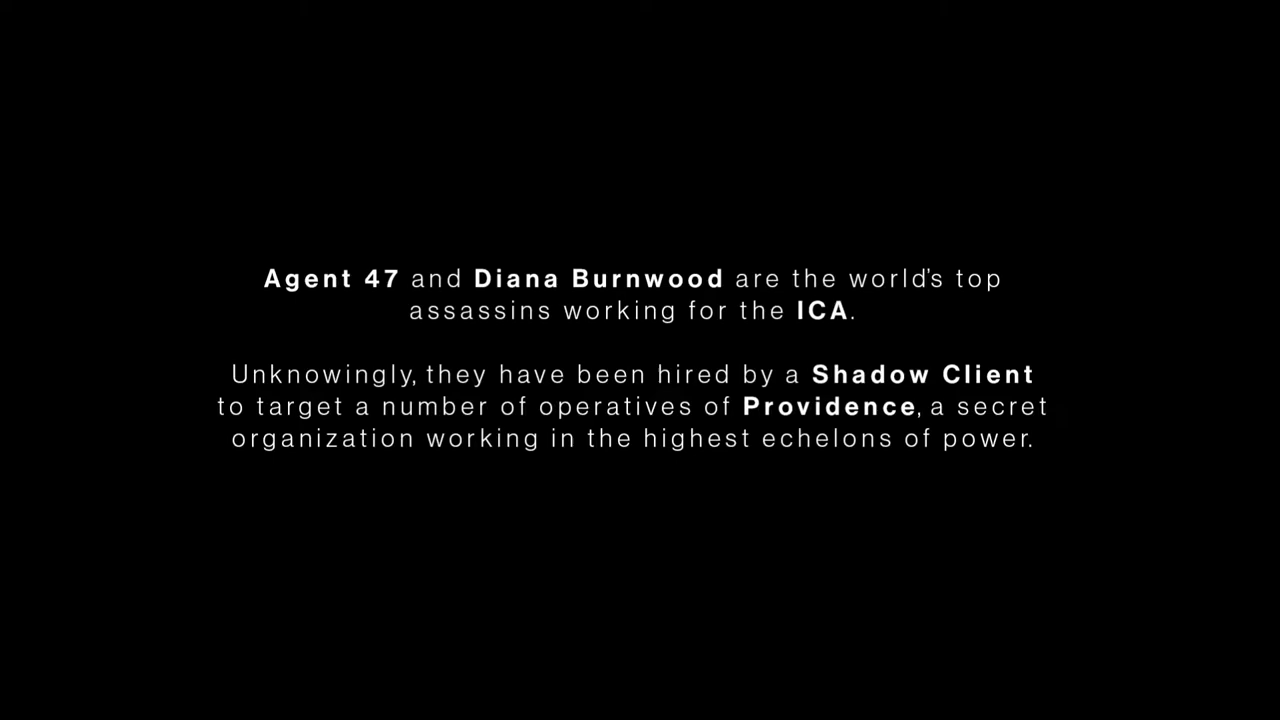 Agent 47 and Diana Burnwood are the world's top
assassins working for the ICA.
Unknowingly, they have been hired by a Shadow Client
to target a number of operatives of Providence, a secret
organization working in the highest echelons of power.